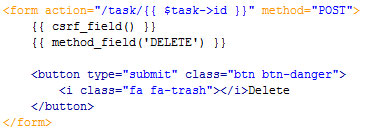 <form action="/task/{{ $task->id }}" method="POST">
    {{ csrf_field() }}
    {{ method_field('DELETE') }}

    <button type="submit" class="btn btn-danger">
        <i class="fa fa-trash"></i>Delete
    </button>
</form>